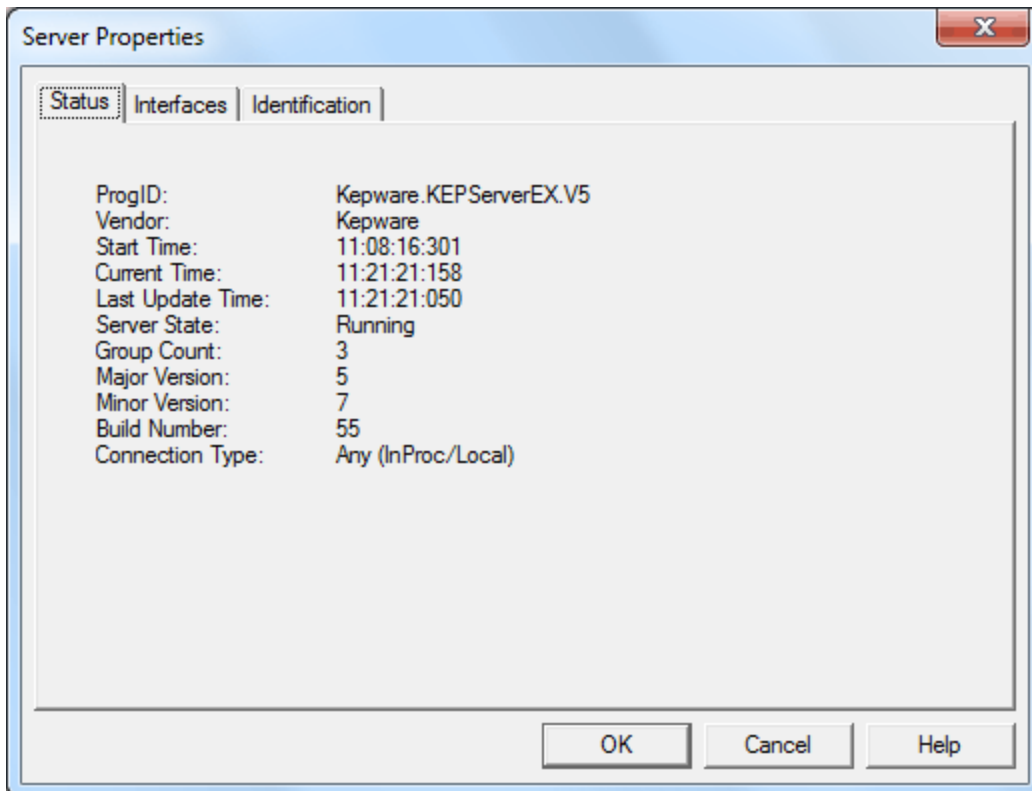 Server Properties
Status Interfaces Identification
ProgID: Kepware.KEPServerEX.V5
Vendor: Kepware
Start Time: 11:08:16:301
Current Time: 11:21:21:158
Last Update Time: 11:21:21:050
Server State: Running
Group Count: 3
Major Version: 5
Minor Version: 7
Build Number: 55
Connection Type: Any (InProc/Local)
OK Cancel Help